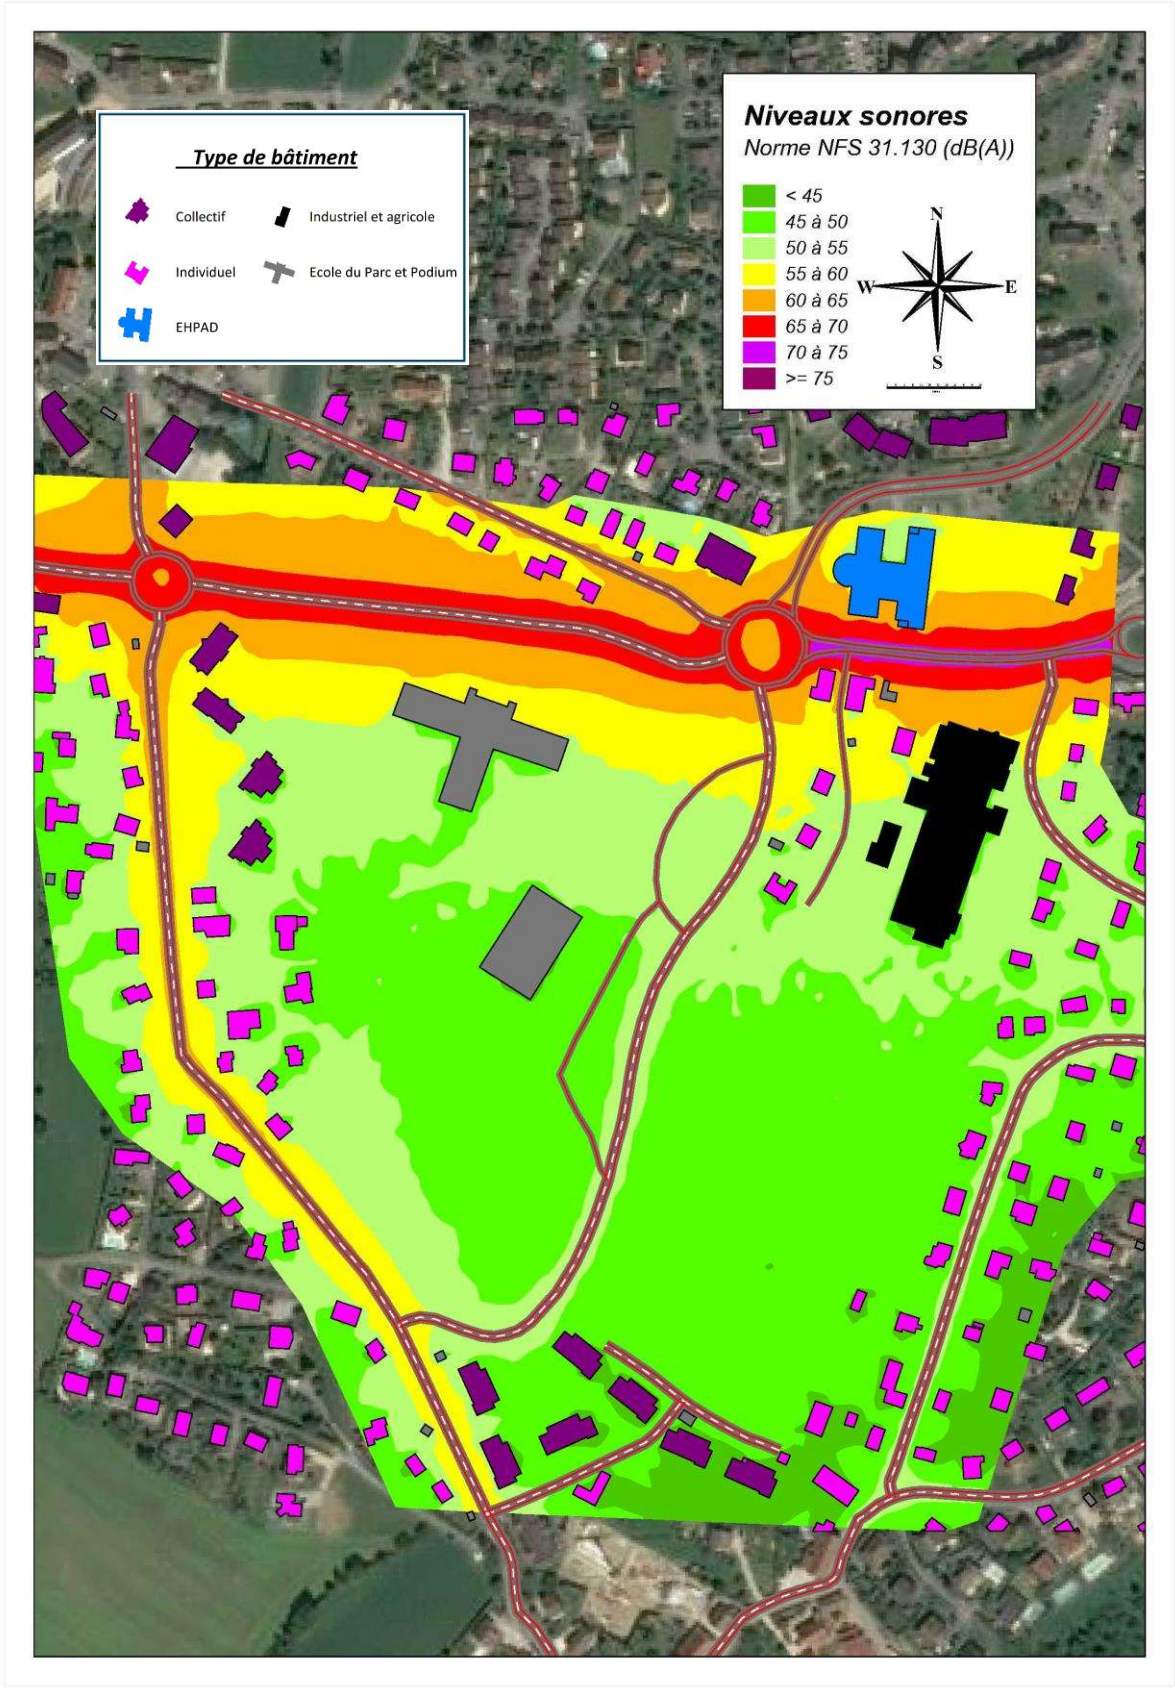 Type de bâtiment
Collectif
Industriel et agricole
Individuel
Ecole du Parc et Podium
EHPAD
Niveaux sonores
Norme NFS 31.130 (dB(A))
< 45
45 à 50
50 à 55
55 à 60
60 à 65
65 à 70
70 à 75
>= 75
N
W
E
S